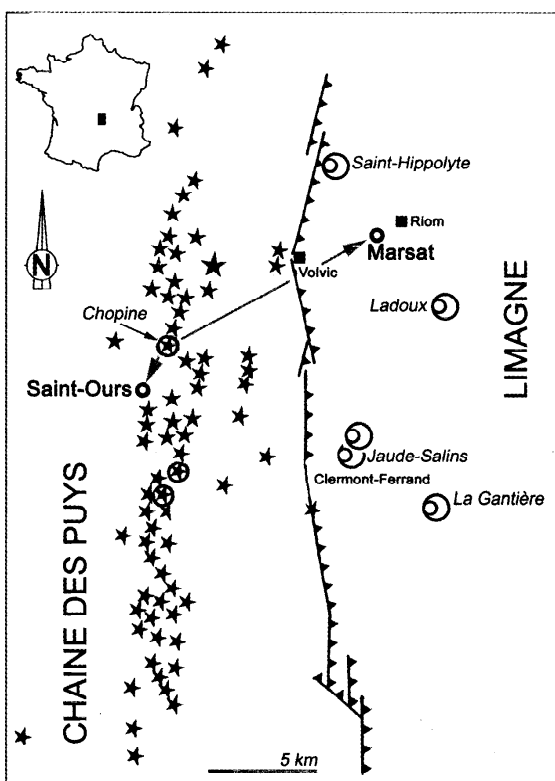 Saint-Hippolyte
Riom
Marsat
N
Volvic
Ladoux
Chopine
LIMAGNE
Saint-Ours
Jaude-Salins
Clermont-Ferrand
La Gantière
CHAINE DES PUYS
5 km